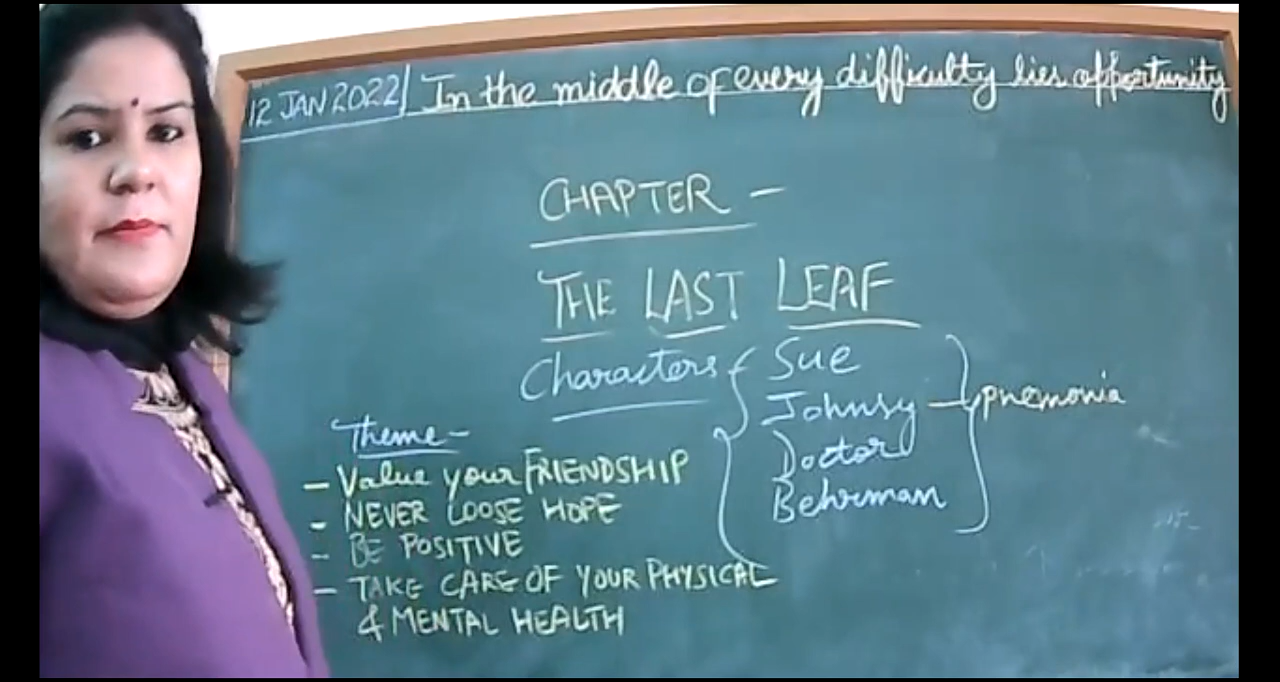 12 JAN 2022 | In the middle of every difficulty lies opportunity
CHAPTER -
THE LAST LEAF
Characters { Sue
Johnsy - pnemonia
Doctor
Behrman
Theme -
- Value your FRIENDSHIP
- NEVER LOOSE HOPE
- BE POSITIVE
- TAKE CARE OF YOUR PHYSICAL
& MENTAL HEALTH